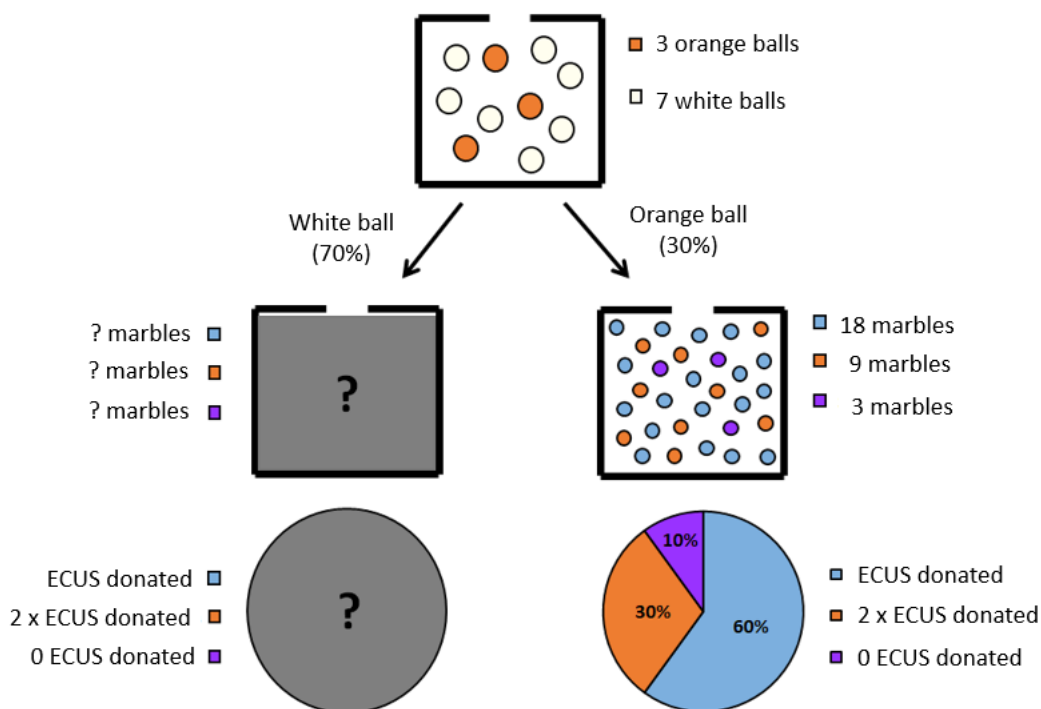 3 orange balls
7 white balls
White ball
(70%)
Orange ball
(30%)
? marbles
? marbles
? marbles
?
18 marbles
9 marbles
3 marbles
ECUS donated
2 x ECUS donated
0 ECUS donated
?
10%
30%
60%
ECUS donated
2 x ECUS donated
0 ECUS donated